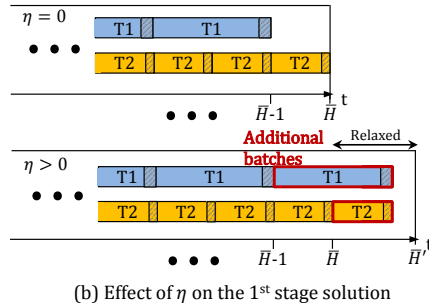 η = 0
T1 T1
T2 T2 T2 T2
H̅-1 H̅ t
Additional batches
Relaxed
η > 0
T1 T1 T1
T2 T2 T2 T2 T2
H̅-1 H̅ H̅' t
(b) Effect of η on the 1st stage solution